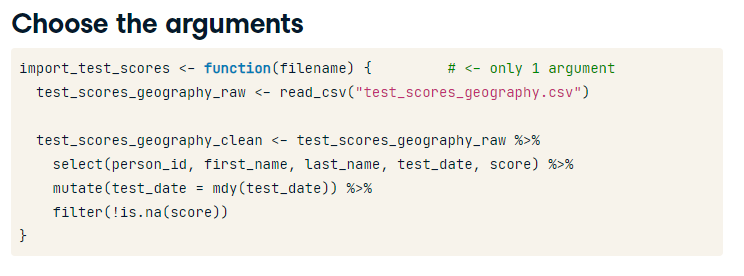 Choose the arguments
import_test_scores <- function(filename) {         # <- only 1 argument
  test_scores_geography_raw <- read_csv("test_scores_geography.csv")
  test_scores_geography_clean <- test_scores_geography_raw %>%
    select(person_id, first_name, last_name, test_date, score) %>%
    mutate(test_date = mdy(test_date)) %>%
    filter(!is.na(score))
}